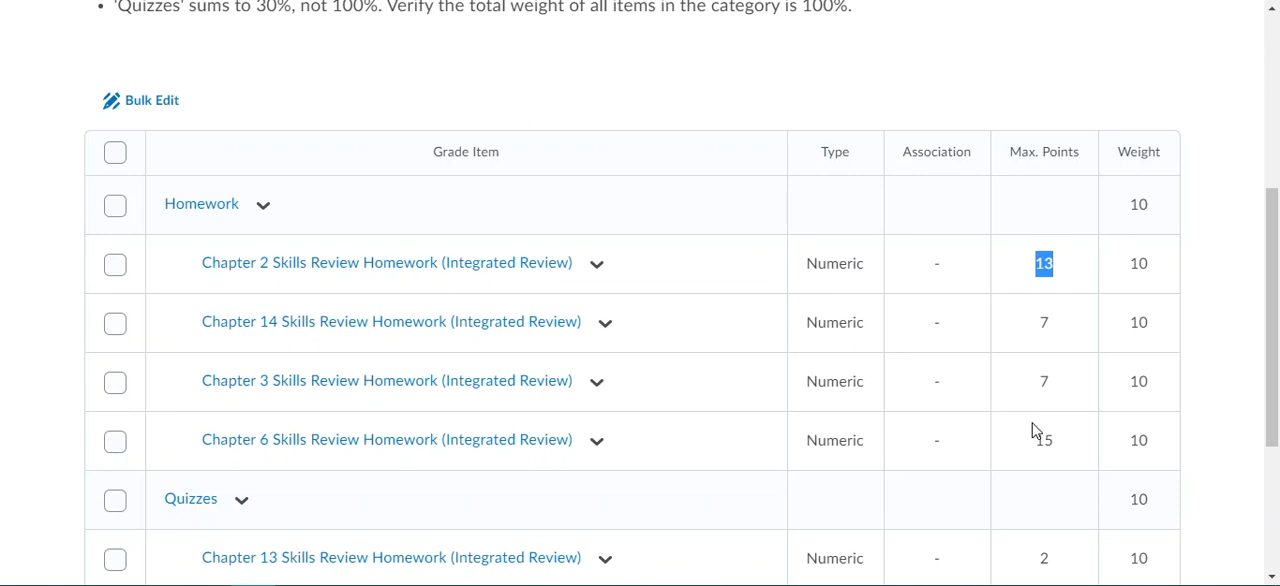 • 'Quizzes' sums to 30%, not 100%. Verify the total weight of all items in the category is 100%.
Bulk Edit
Grade Item Type Association Max. Points Weight
Homework 10
Chapter 2 Skills Review Homework (Integrated Review) Numeric - 13 10
Chapter 14 Skills Review Homework (Integrated Review) Numeric - 7 10
Chapter 3 Skills Review Homework (Integrated Review) Numeric - 7 10
Chapter 6 Skills Review Homework (Integrated Review) Numeric - 15 10
Quizzes 10
Chapter 13 Skills Review Homework (Integrated Review) Numeric - 2 10